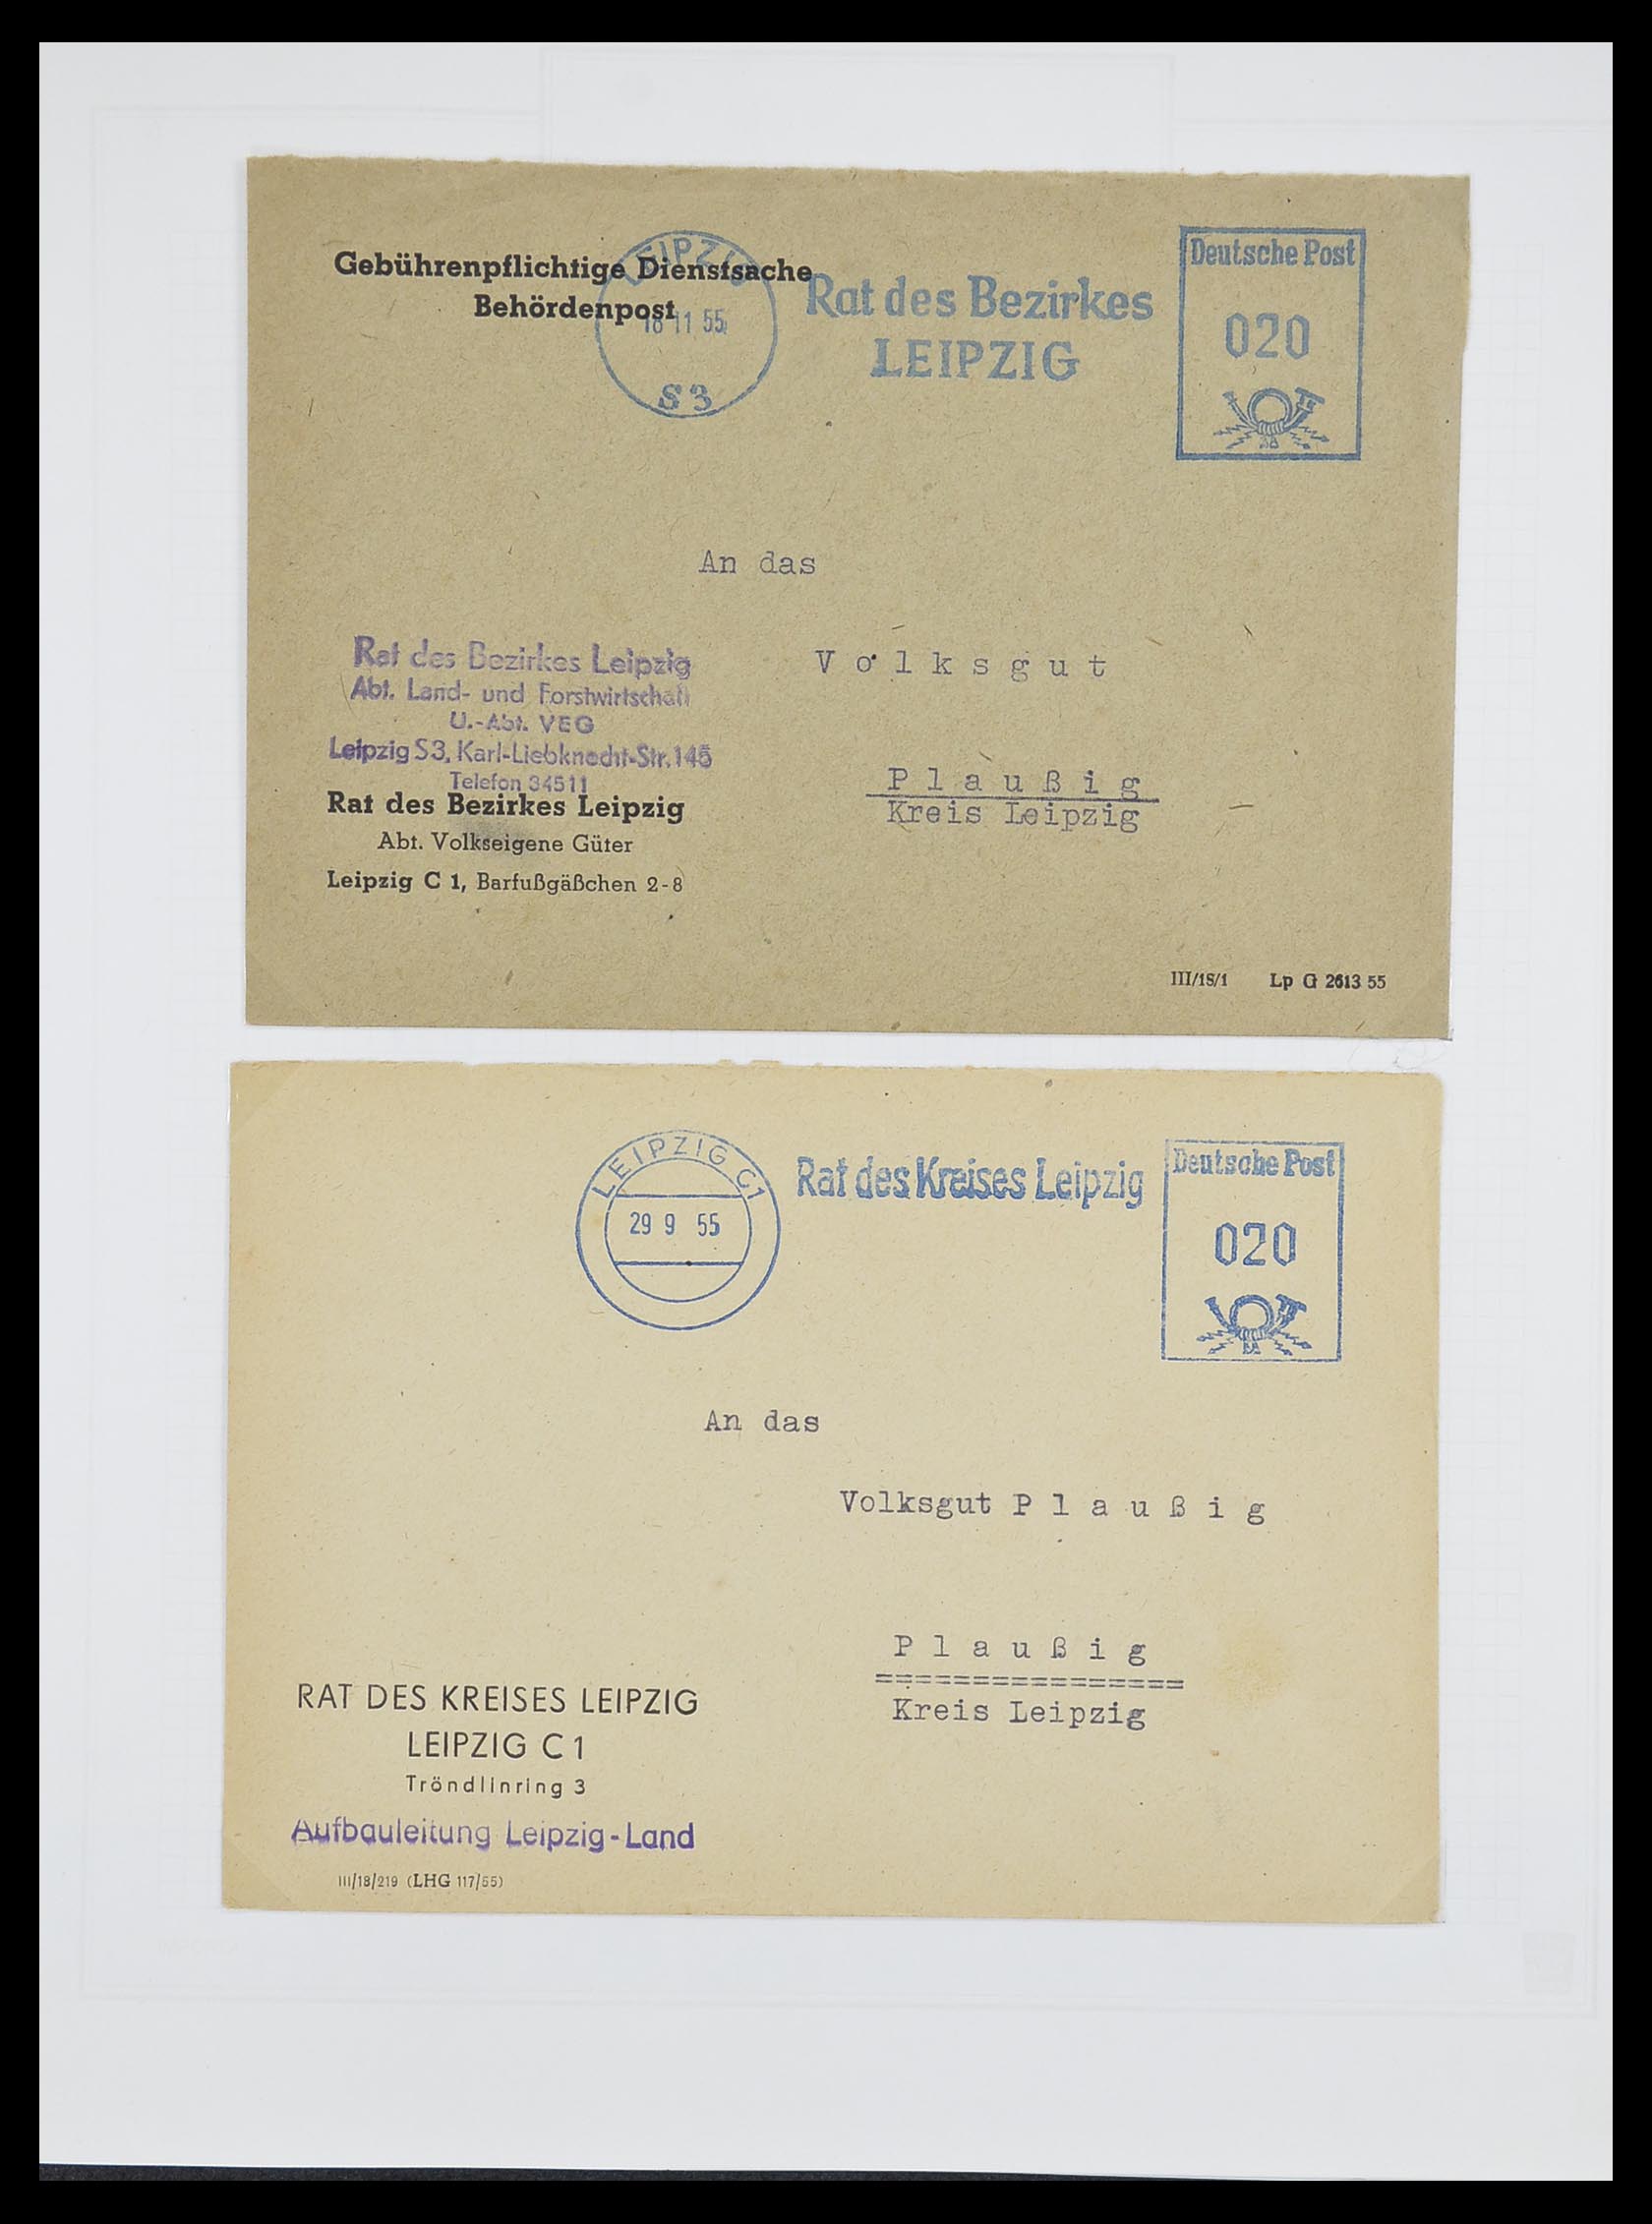 Gebührenpflichtige Dienstsache
Behördenpost
LEIPZIG
18 11 55
S3
Rat des Bezirkes
LEIPZIG
Deutsche Post
020
An das
Volksgut
Plaußig
Kreis Leipzig
Rat des Bezirkes Leipzig
Abt. Land- und Forstwirtschaft
U.-Abt. VEG
Leipzig S3, Karl-Liebknecht-Str. 145
Telefon 34511
Rat des Bezirkes Leipzig
Abt. Volkseigene Güter
Leipzig C 1, Barfußgäßchen 2-8
III/18/1 Lp G 2613 55
LEIPZIG C1
29 9 55
Rat des Kreises Leipzig
Deutsche Post
020
An das
Volksgut Plaußig
Plaußig
================
Kreis Leipzig
RAT DES KREISES LEIPZIG
LEIPZIG C 1
Tröndlinring 3
Aufbauleitung Leipzig-Land
III/18/219 (LHG 117/55)